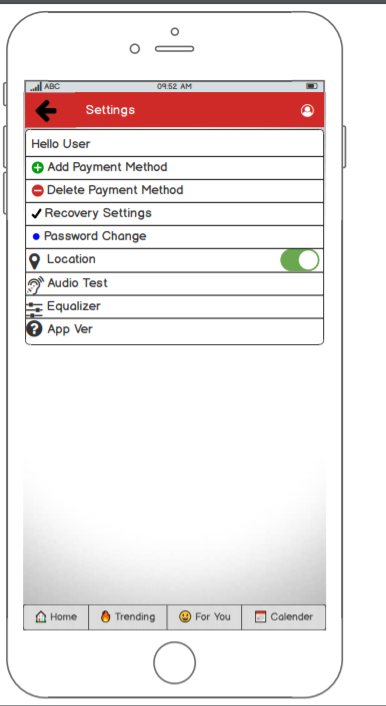 ABC 09:52 AM
Settings
Hello User
Add Payment Method
Delete Payment Method
Recovery Settings
Password Change
Location
Audio Test
Equalizer
App Ver
Home Trending For You Calender